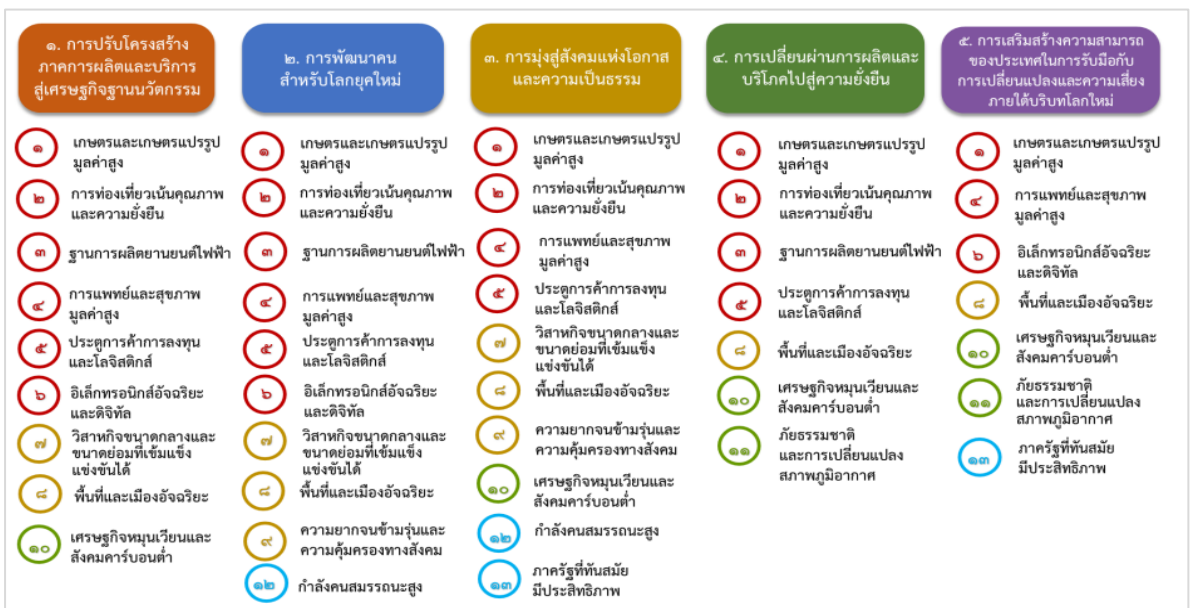 ๑. การปรับโครงสร้าง
ภาคการผลิตและบริการ
สู่เศรษฐกิจฐานนวัตกรรม
๑
เกษตรและเกษตรแปรรูป
มูลค่าสูง
๒
การท่องเที่ยวเน้นคุณภาพ
และความยั่งยืน
๓
ฐานการผลิตยานยนต์ไฟฟ้า
๔
การแพทย์และสุขภาพ
มูลค่าสูง
๕
ประตูการค้าการลงทุน
และโลจิสติกส์
๖
อิเล็กทรอนิกส์อัจฉริยะ
และดิจิทัล
๗
วิสาหกิจขนาดกลางและ
ขนาดย่อมที่เข้มแข็ง
แข่งขันได้
๘
พื้นที่และเมืองอัจฉริยะ
๑๐
เศรษฐกิจหมุนเวียนและ
สังคมคาร์บอนต่ำ
๒. การพัฒนาคน
สำหรับโลกยุคใหม่
๑
เกษตรและเกษตรแปรรูป
มูลค่าสูง
๒
การท่องเที่ยวเน้นคุณภาพ
และความยั่งยืน
๓
ฐานการผลิตยานยนต์ไฟฟ้า
๔
การแพทย์และสุขภาพ
มูลค่าสูง
๕
ประตูการค้าการลงทุน
และโลจิสติกส์
๖
อิเล็กทรอนิกส์อัจฉริยะ
และดิจิทัล
๗
วิสาหกิจขนาดกลางและ
ขนาดย่อมที่เข้มแข็ง
แข่งขันได้
๘
พื้นที่และเมืองอัจฉริยะ
๙
ความยากจนข้ามรุ่นและ
ความคุ้มครองทางสังคม
๑๒
กำลังคนสมรรถนะสูง
๓. การมุ่งสู่สังคมแห่งโอกาส
และความเป็นธรรม
๑
เกษตรและเกษตรแปรรูป
มูลค่าสูง
๒
การท่องเที่ยวเน้นคุณภาพ
และความยั่งยืน
๔
การแพทย์และสุขภาพ
มูลค่าสูง
๕
ประตูการค้าการลงทุน
และโลจิสติกส์
๗
วิสาหกิจขนาดกลางและ
ขนาดย่อมที่เข้มแข็ง
แข่งขันได้
๘
พื้นที่และเมืองอัจฉริยะ
๙
ความยากจนข้ามรุ่นและ
ความคุ้มครองทางสังคม
๑๐
เศรษฐกิจหมุนเวียนและ
สังคมคาร์บอนต่ำ
๑๒
กำลังคนสมรรถนะสูง
๑๓
ภาครัฐที่ทันสมัย
มีประสิทธิภาพ
๔. การเปลี่ยนผ่านการผลิตและ
บริโภคไปสู่ความยั่งยืน
๑
เกษตรและเกษตรแปรรูป
มูลค่าสูง
๒
การท่องเที่ยวเน้นคุณภาพ
และความยั่งยืน
๓
ฐานการผลิตยานยนต์ไฟฟ้า
๕
ประตูการค้าการลงทุน
และโลจิสติกส์
๘
พื้นที่และเมืองอัจฉริยะ
๑๐
เศรษฐกิจหมุนเวียนและ
สังคมคาร์บอนต่ำ
๑๑
ภัยธรรมชาติ
และการเปลี่ยนแปลง
สภาพภูมิอากาศ
๕. การเสริมสร้างความสามารถ
ของประเทศในการรับมือกับ
การเปลี่ยนแปลงและความเสี่ยง
ภายใต้บริบทโลกใหม่
๑
เกษตรและเกษตรแปรรูป
มูลค่าสูง
๔
การแพทย์และสุขภาพ
มูลค่าสูง
๖
อิเล็กทรอนิกส์อัจฉริยะ
และดิจิทัล
๘
พื้นที่และเมืองอัจฉริยะ
๑๐
เศรษฐกิจหมุนเวียนและ
สังคมคาร์บอนต่ำ
๑๑
ภัยธรรมชาติ
และการเปลี่ยนแปลง
สภาพภูมิอากาศ
๑๓
ภาครัฐที่ทันสมัย
มีประสิทธิภาพ